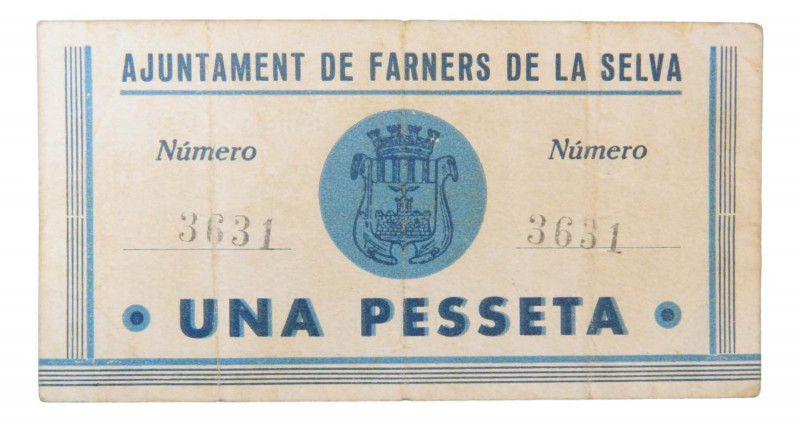 AJUNTAMENT DE FARNERS DE LA SELVA
Número Número
3631 3631
UNA PESSETA